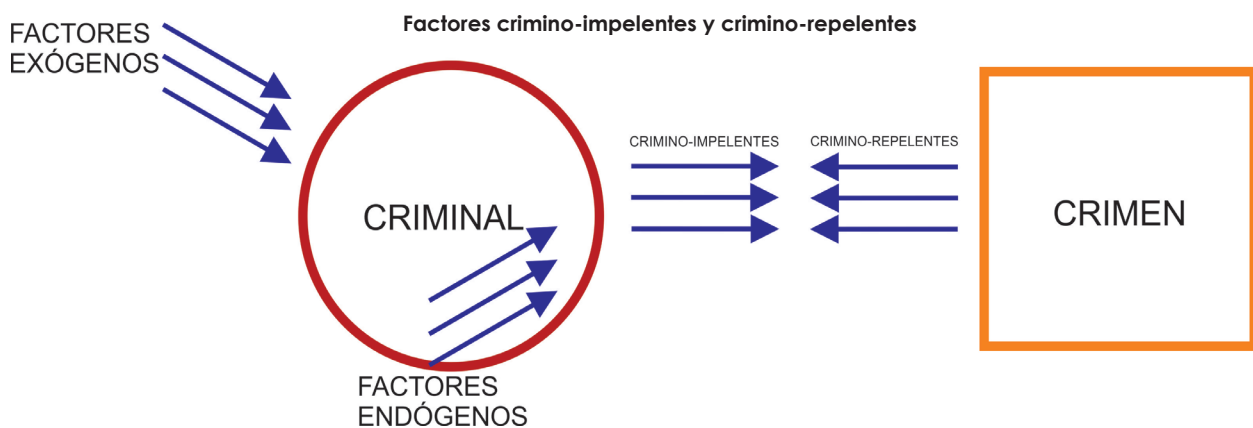 Factores crimino-impelentes y crimino-repelentes
FACTORES
EXÓGENOS
CRIMINO-IMPELENTES
CRIMINO-REPELENTES
CRIMINAL
CRIMEN
FACTORES
ENDÓGENOS